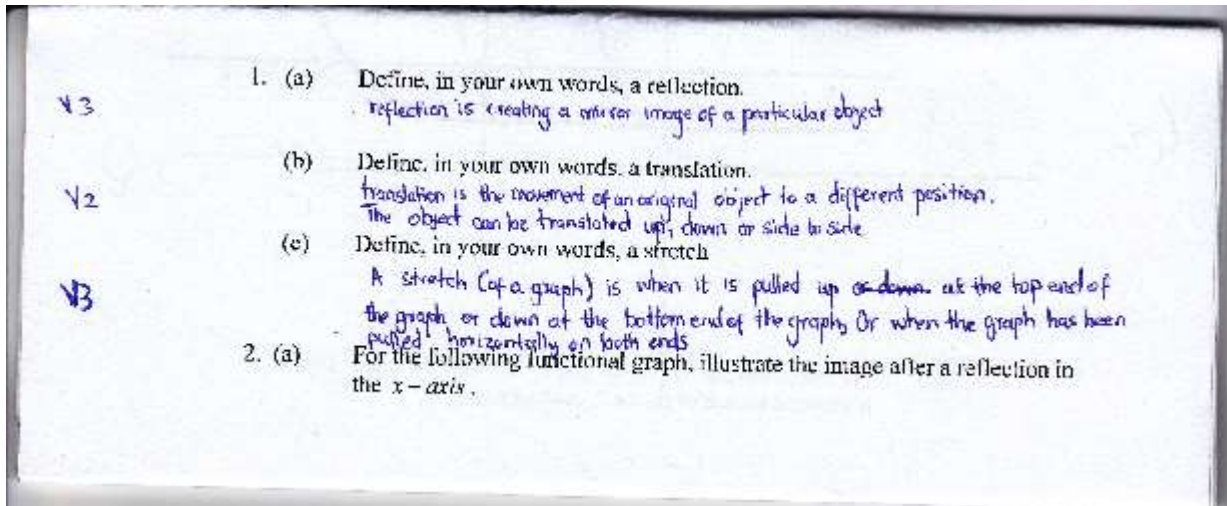 1. (a) Define, in your own words, a reflection.
V3 reflection is creating a mirror image of a particular object
(b) Define, in your own words, a translation.
V2 translation is the movement of an original object to a different position.
The object can be translated up, down or side to side
(c) Define, in your own words, a stretch
V3 A stretch (of a graph) is when it is pulled up or down at the top end of
the graph or down at the bottom end of the graph, Or when the graph has been
pulled horizontally on both ends
2. (a) For the following functional graph, illustrate the image after a reflection in
the x – axis .